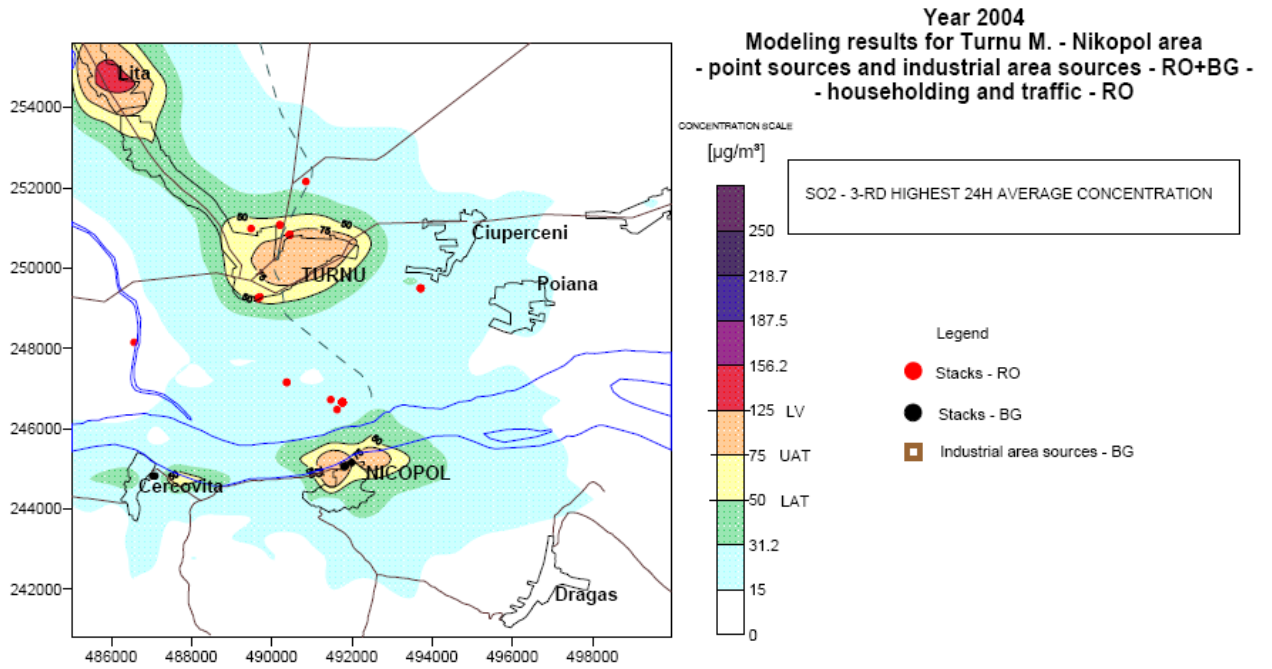 Year 2004
Modeling results for Turnu M. - Nikopol area
- point sources and industrial area sources - RO+BG -
- householding and traffic - RO
CONCENTRATION SCALE
[µg/m³]
SO2 - 3-RD HIGHEST 24H AVERAGE CONCENTRATION
250
218.7
187.5
156.2
125 LV
75 UAT
50 LAT
31.2
15
0
Legend
Stacks - RO
Stacks - BG
Industrial area sources - BG
Lita
254000
252000
50
75
50
Ciuperceni
250000
TURNU
Poiana
50
248000
246000
50
NICOPOL
Cercovita
244000
242000
Dragas
486000 488000 490000 492000 494000 496000 498000